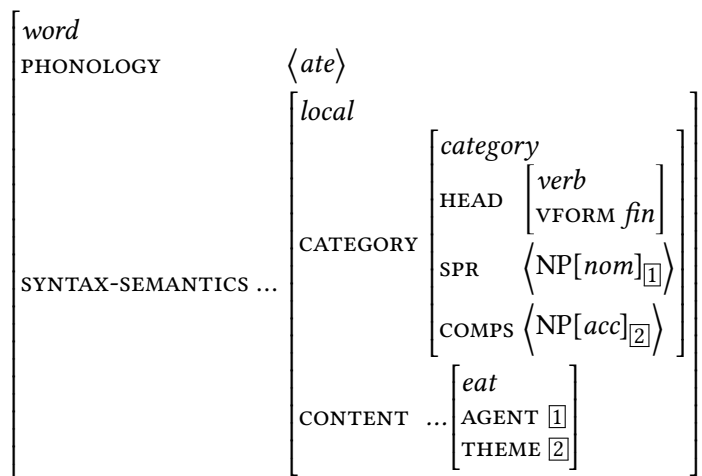 word
PHONOLOGY ⟨ate⟩
local
category
HEAD verb
VFORM fin
CATEGORY
SPR ⟨NP[nom]1⟩
SYNTAX-SEMANTICS ...
COMPS ⟨NP[acc]2⟩
eat
CONTENT ... AGENT 1
THEME 2